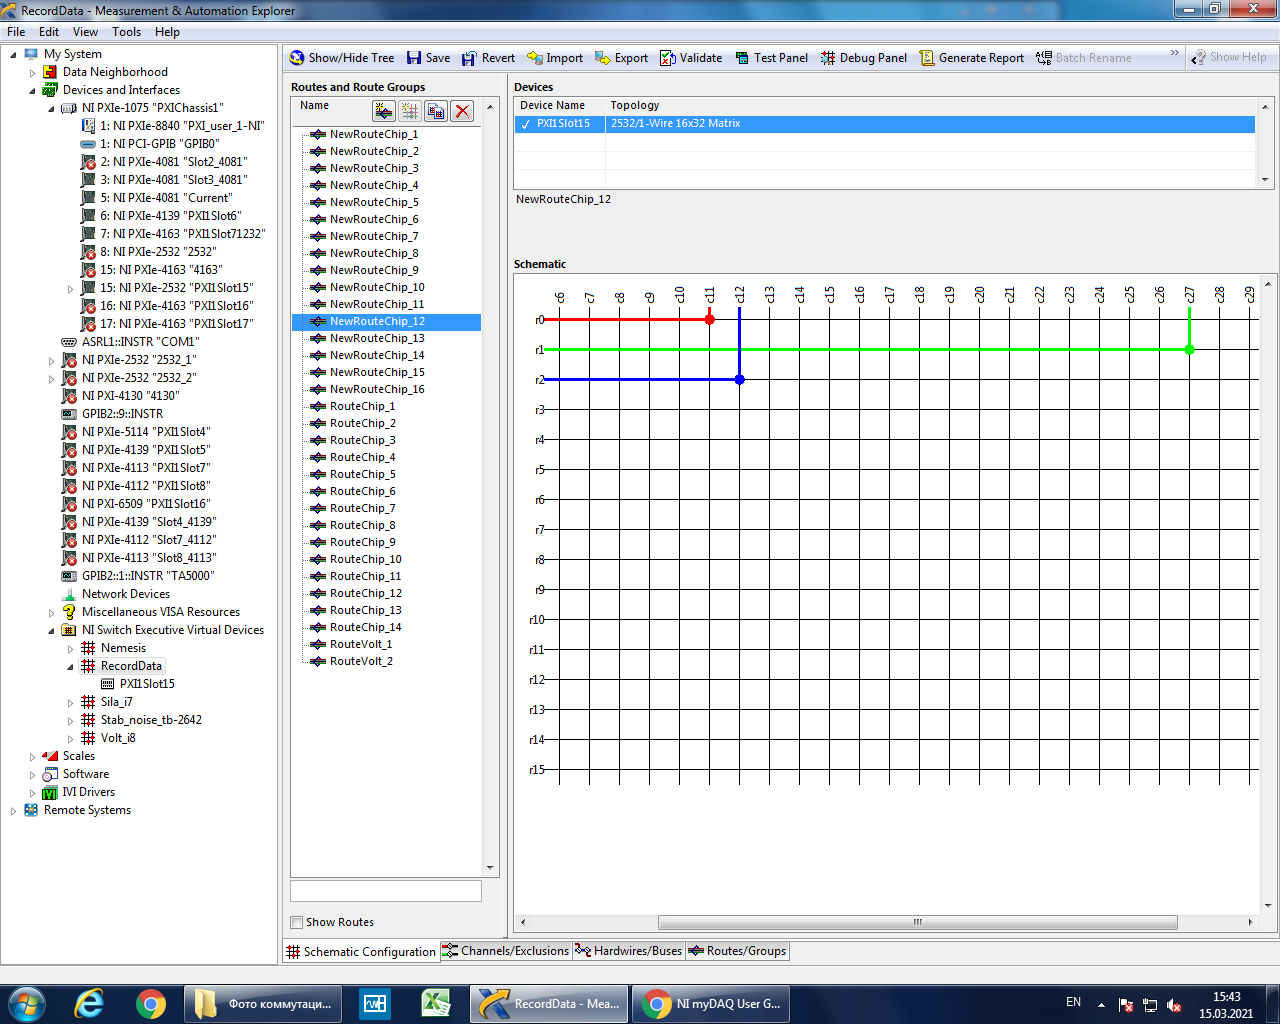 RecordData - Measurement & Automation Explorer
File Edit View Tools Help
My System
Data Neighborhood
Devices and Interfaces
NI PXIe-1075 "PXIChassis1"
1: NI PXIe-8840 "PXI_user_1-NI"
1: NI PCI-GPIB "GPIB0"
2: NI PXIe-4081 "Slot2_4081"
3: NI PXIe-4081 "Slot3_4081"
5: NI PXIe-4081 "Current"
6: NI PXIe-4139 "PXI1Slot6"
7: NI PXIe-4163 "PXI1Slot71232"
8: NI PXIe-2532 "2532"
15: NI PXIe-4163 "4163"
15: NI PXIe-2532 "PXI1Slot15"
16: NI PXIe-4163 "PXI1Slot16"
17: NI PXIe-4163 "PXI1Slot17"
ASRL1::INSTR "COM1"
NI PXIe-2532 "2532_1"
NI PXIe-2532 "2532_2"
NI PXI-4130 "4130"
GPIB2::9::INSTR
NI PXIe-5114 "PXI1Slot4"
NI PXIe-4139 "PXI1Slot5"
NI PXIe-4113 "PXI1Slot7"
NI PXIe-4112 "PXI1Slot8"
NI PXI-6509 "PXI1Slot16"
NI PXIe-4139 "Slot4_4139"
NI PXIe-4112 "Slot7_4112"
NI PXIe-4113 "Slot8_4113"
GPIB2::1::INSTR "TA5000"
Network Devices
Miscellaneous VISA Resources
NI Switch Executive Virtual Devices
Nemesis
RecordData
PXI1Slot15
Sila_i7
Stab_noise_tb-2642
Volt_i8
Scales
Software
IVI Drivers
Remote Systems
Show/Hide Tree Save Revert Import Export Validate Test Panel Debug Panel Generate Report Batch Rename » Show Help
Routes and Route Groups
Name
NewRouteChip_1
NewRouteChip_2
NewRouteChip_3
NewRouteChip_4
NewRouteChip_5
NewRouteChip_6
NewRouteChip_7
NewRouteChip_8
NewRouteChip_9
NewRouteChip_10
NewRouteChip_11
NewRouteChip_12
NewRouteChip_13
NewRouteChip_14
NewRouteChip_15
NewRouteChip_16
RouteChip_1
RouteChip_2
RouteChip_3
RouteChip_4
RouteChip_5
RouteChip_6
RouteChip_7
RouteChip_8
RouteChip_9
RouteChip_10
RouteChip_11
RouteChip_12
RouteChip_13
RouteChip_14
RouteVolt_1
RouteVolt_2
Show Routes
Devices
Device Name Topology
PXI1Slot15 2532/1-Wire 16x32 Matrix
NewRouteChip_12
Schematic
c6 c7 c8 c9 c10 c11 c12 c13 c14 c15 c16 c17 c18 c19 c20 c21 c22 c23 c24 c25 c26 c27 c28 c29
r0
r1
r2
r3
r4
r5
r6
r7
r8
r9
r10
r11
r12
r13
r14
r15
Schematic Configuration Channels/Exclusions Hardwires/Buses Routes/Groups
Фото коммутаци... RecordData - Mea... NI myDAQ User G... EN 15:43
15.03.2021